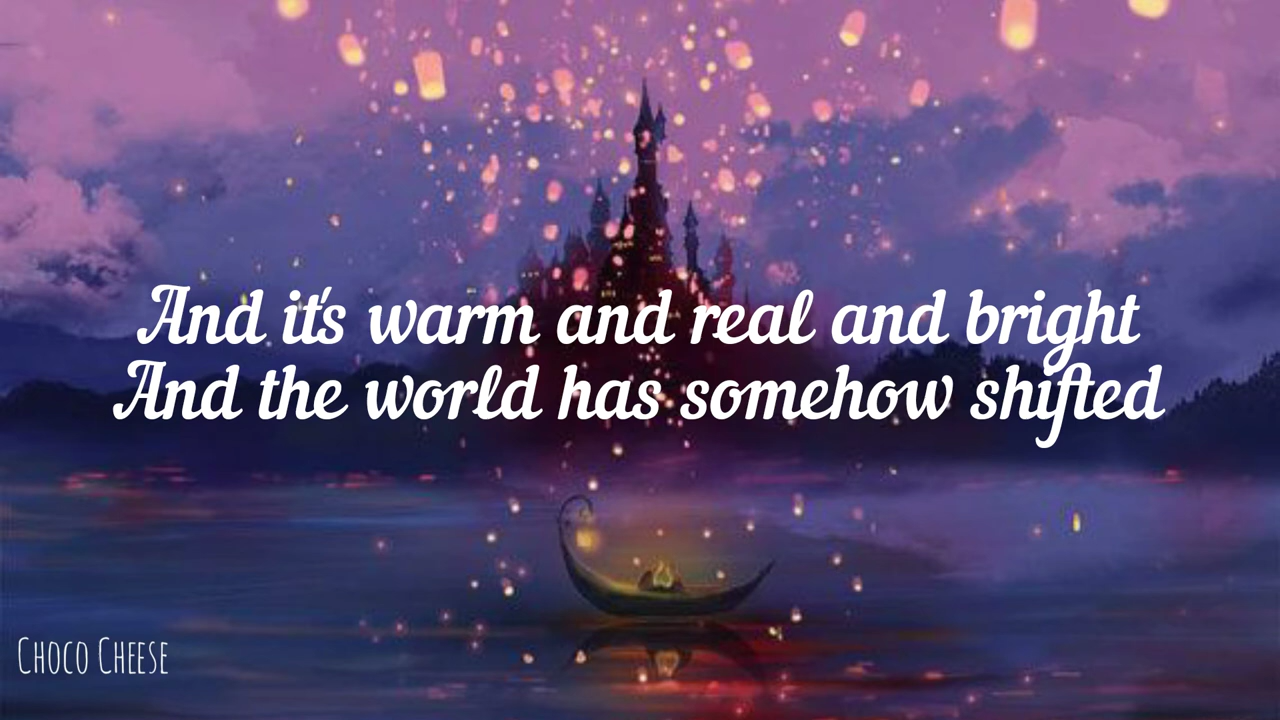 And it's warm and real and bright
And the world has somehow shifted
Choco Cheese